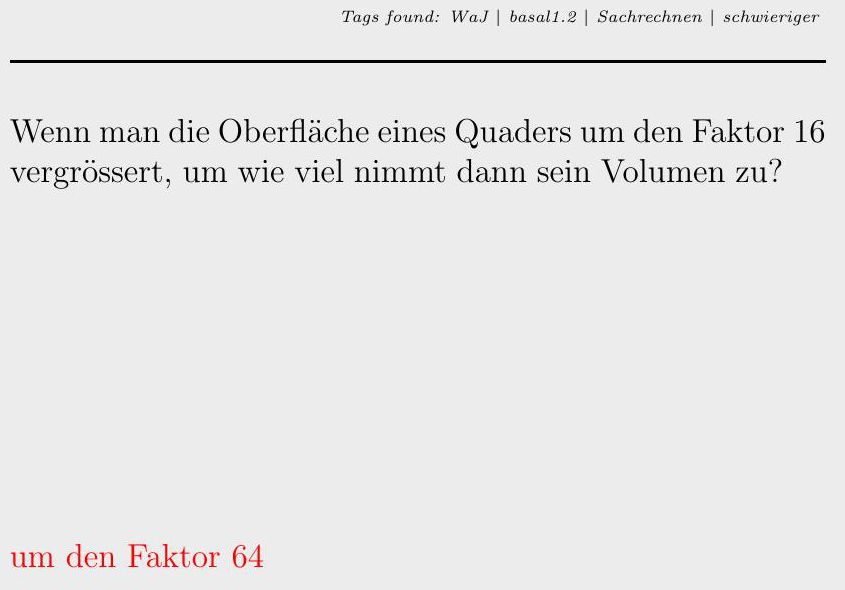 Tags found: WaJ | basal1.2 | Sachrechnen | schwieriger
Wenn man die Oberfläche eines Quaders um den Faktor 16
vergrössert, um wie viel nimmt dann sein Volumen zu?
um den Faktor 64